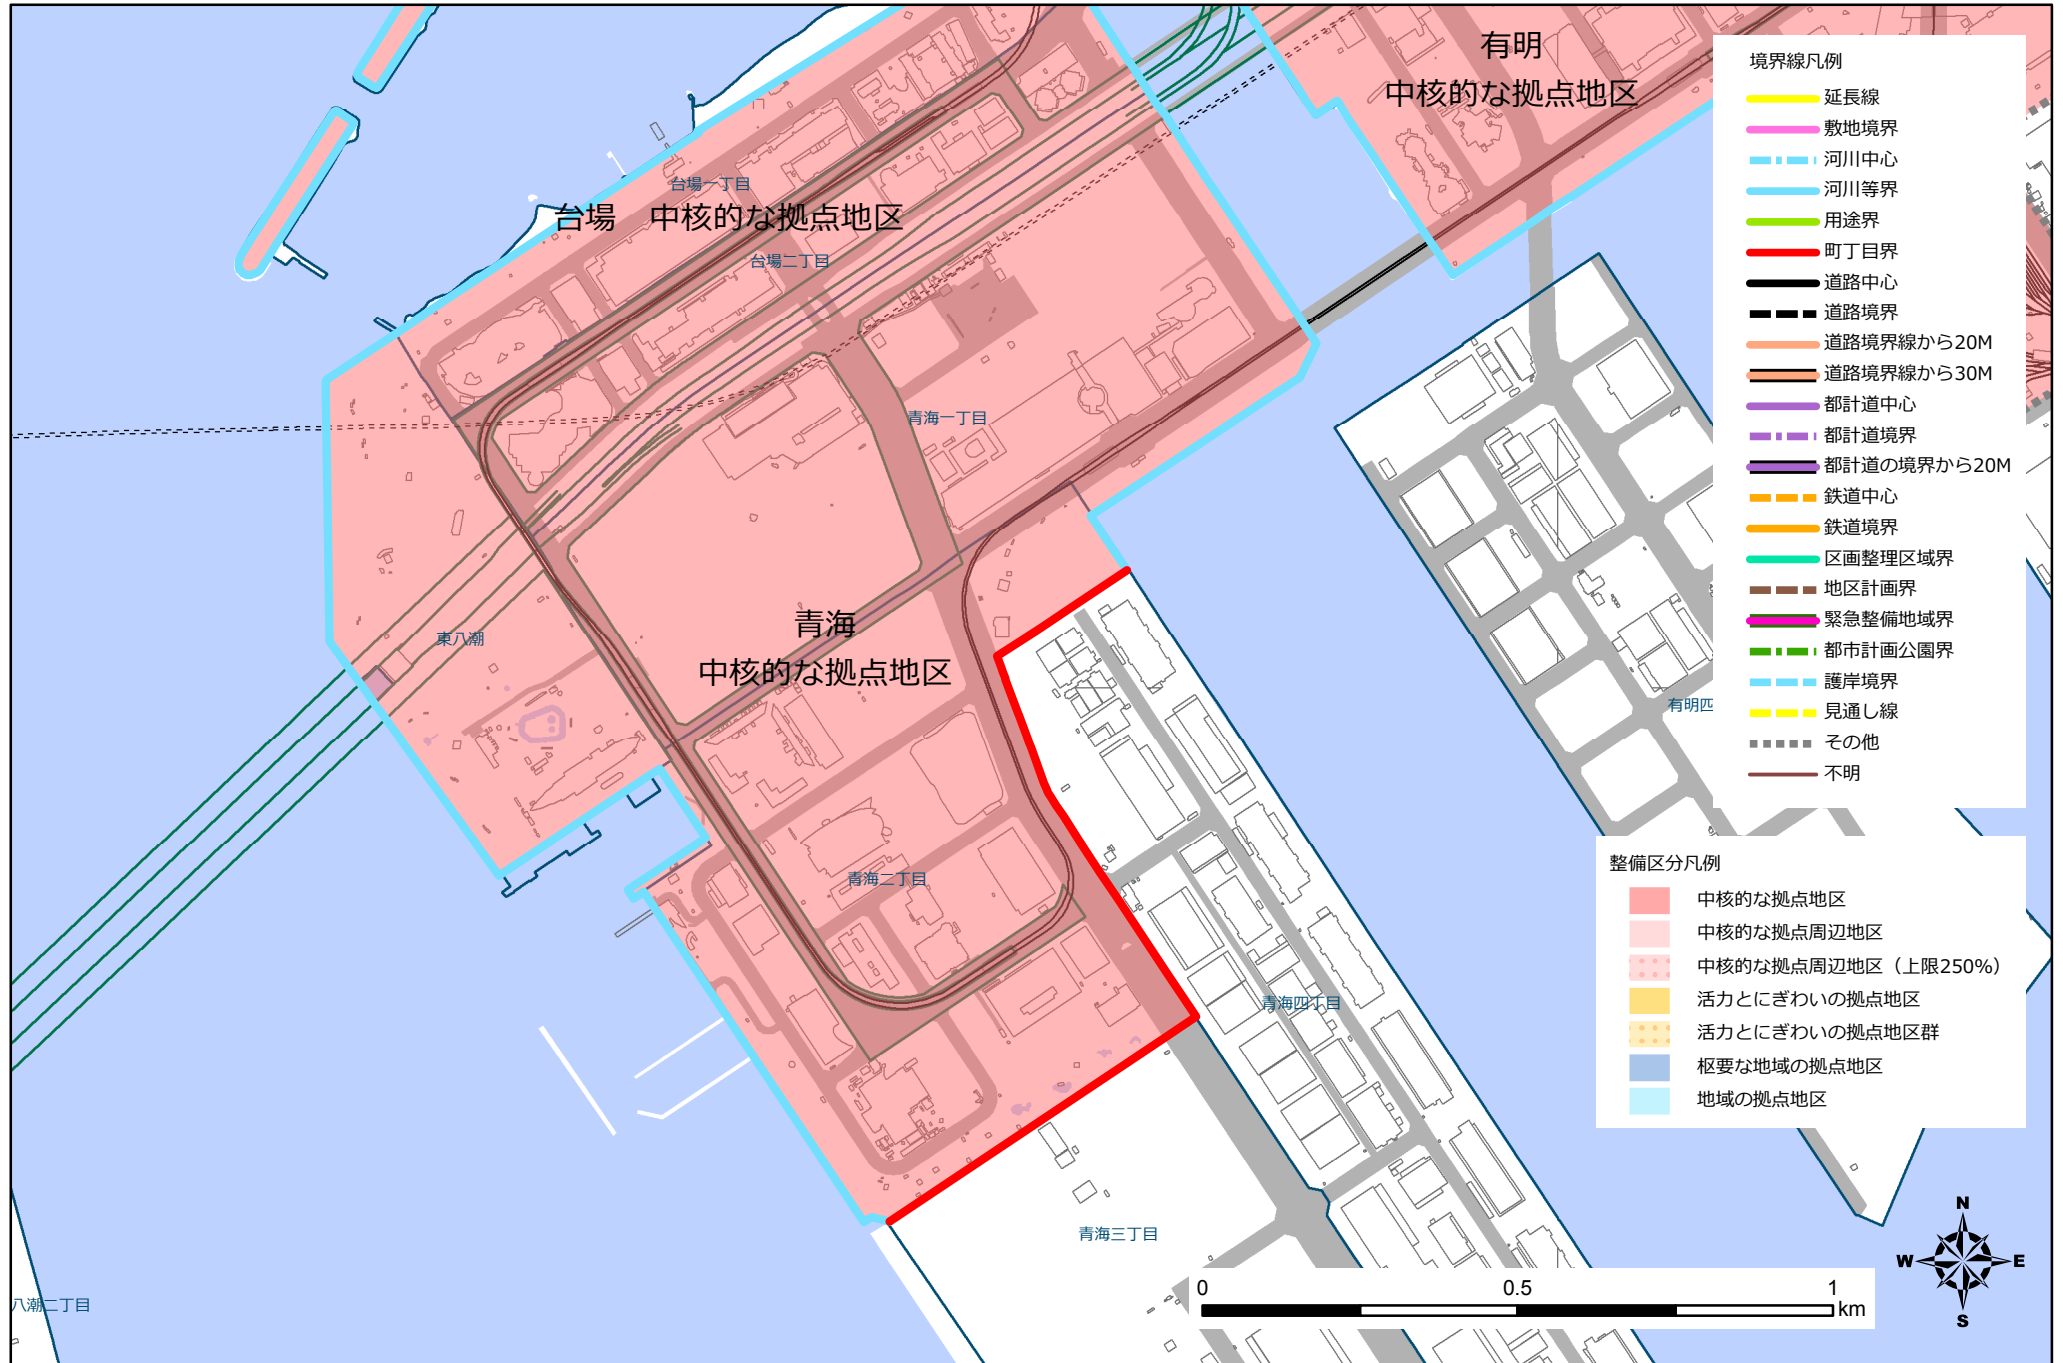 有明
中核的な拠点地区
台場一丁目
台場　中核的な拠点地区
台場二丁目
青海一丁目
青海
中核的な拠点地区
東八潮
有明四
青海二丁目
青海四丁目
青海三丁目
八潮二丁目
境界線凡例
延長線
敷地境界
河川中心
河川等界
用途界
町丁目界
道路中心
道路境界
道路境界線から20M
道路境界線から30M
都計道中心
都計道境界
都計道の境界から20M
鉄道中心
鉄道境界
区画整理区域界
地区計画界
緊急整備地域界
都市計画公園界
護岸境界
見通し線
その他
不明
整備区分凡例
中核的な拠点地区
中核的な拠点周辺地区
中核的な拠点周辺地区（上限250%）
活力とにぎわいの拠点地区
活力とにぎわいの拠点地区群
枢要な地域の拠点地区
地域の拠点地区
N
W E
S
0 0.5 1
km